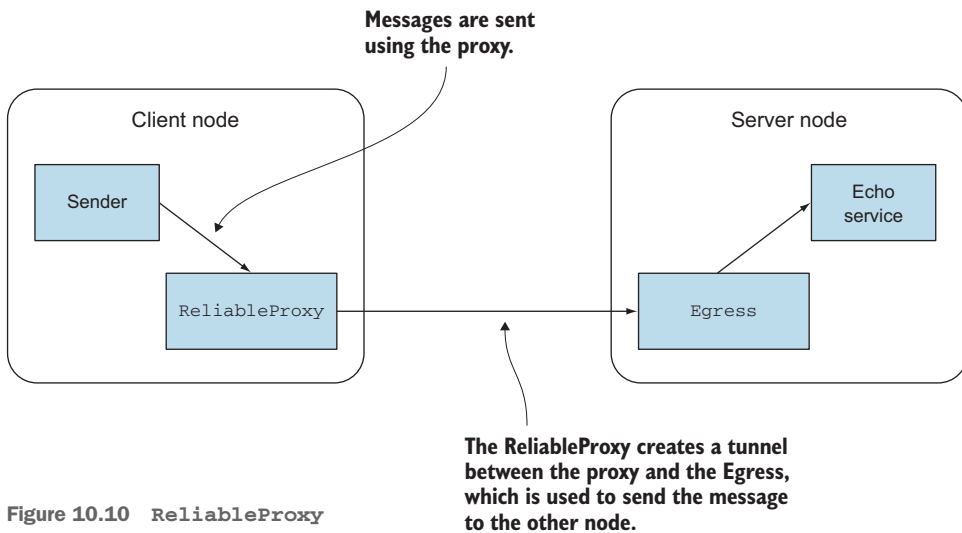 Messages are sent
using the proxy.
Client node
Server node
Sender
Echo
service
ReliableProxy
Egress
The ReliableProxy creates a tunnel
between the proxy and the Egress,
which is used to send the message
to the other node.
Figure 10.10 ReliableProxy